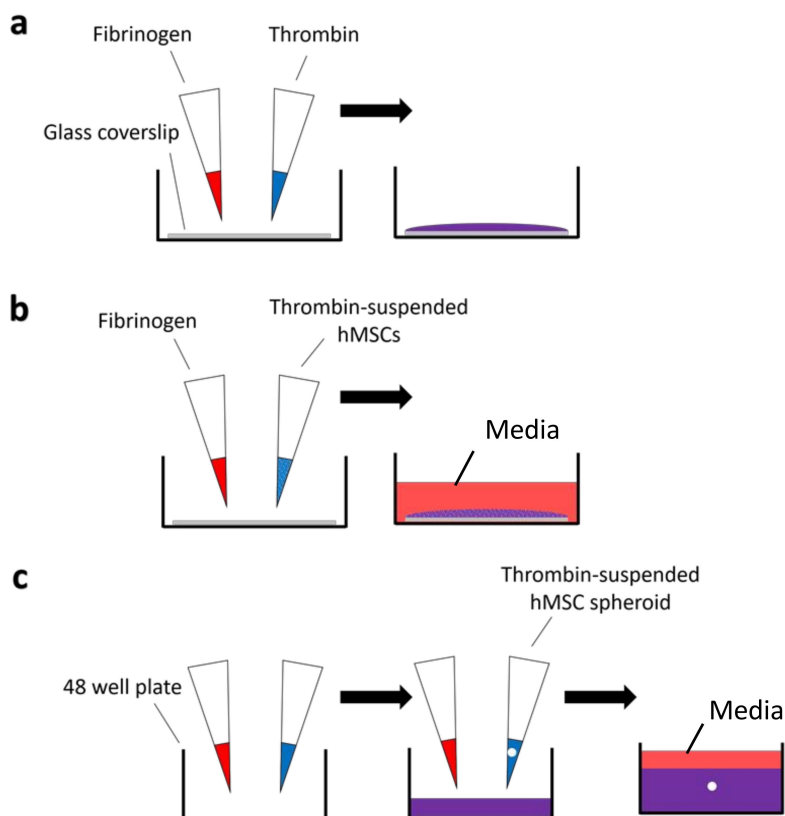 a
Fibrinogen
Thrombin
Glass coverslip
b
Fibrinogen
Thrombin-suspended
hMSCs
Media
c
Thrombin-suspended
hMSC spheroid
48 well plate
Media